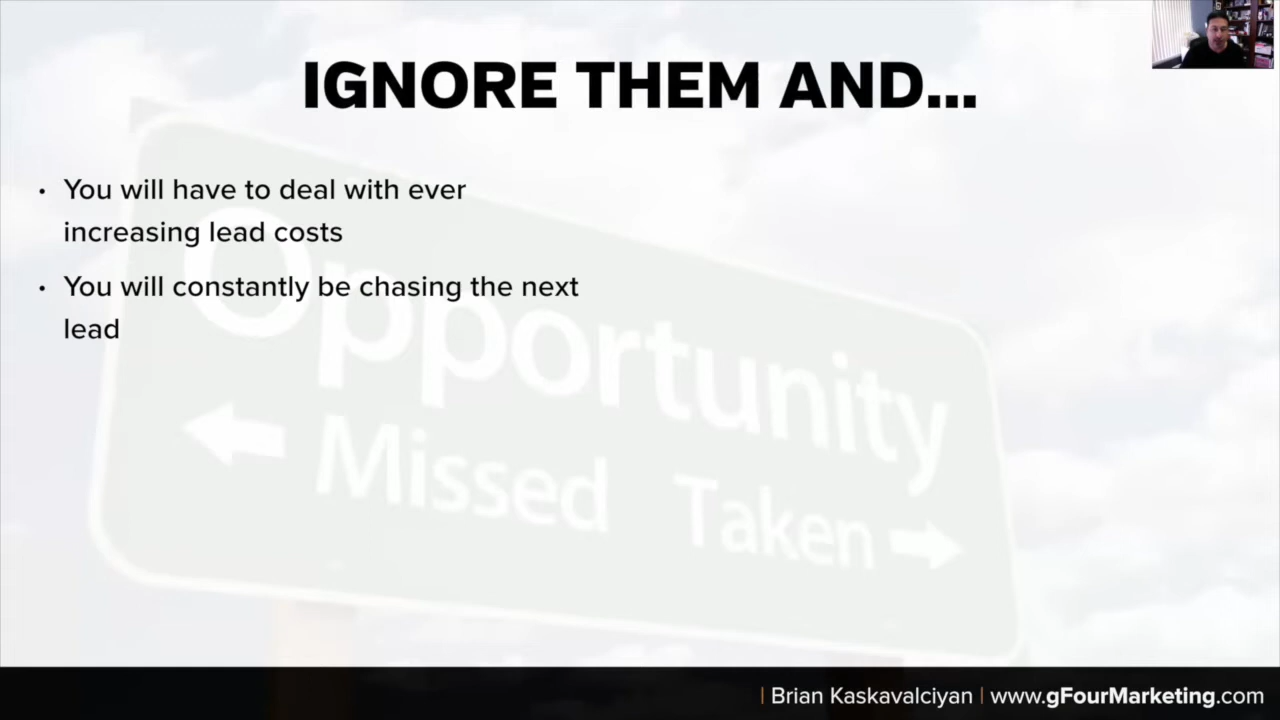 IGNORE THEM AND...
• You will have to deal with ever
increasing lead costs
• You will constantly be chasing the next
lead
Opportunity
Missed Taken
| Brian Kaskavalciyan | www.gFourMarketing.com